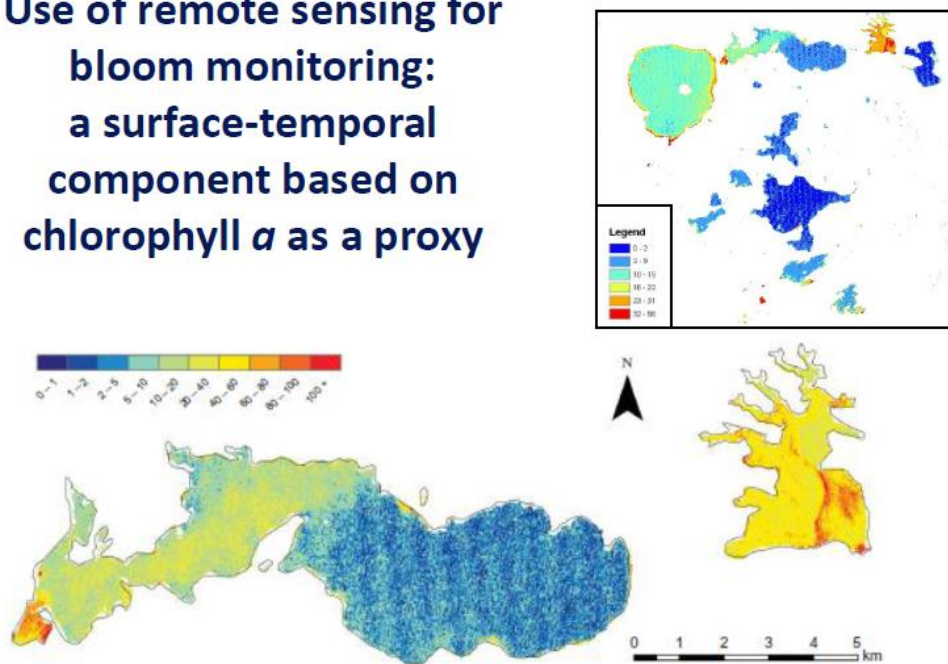 Use of remote sensing for
bloom monitoring:
a surface-temporal
component based on
chlorophyll a as a proxy
Legend
0 - 2
3 - 9
10 - 15
16 - 22
23 - 31
0 – 1
1 – 2
2 – 5
5 – 10
10 – 20
20 – 40
40 – 60
60 – 80
80 – 100
100 +
N
0 1 2 3 4 5
km